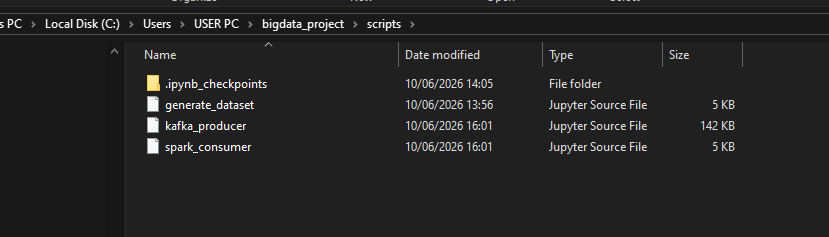 s PC > Local Disk (C:) > Users > USER PC > bigdata_project > scripts >
Name Date modified Type Size
.ipynb_checkpoints 10/06/2026 14:05 File folder
generate_dataset 10/06/2026 13:56 Jupyter Source File 5 KB
kafka_producer 10/06/2026 16:01 Jupyter Source File 142 KB
spark_consumer 10/06/2026 16:01 Jupyter Source File 5 KB